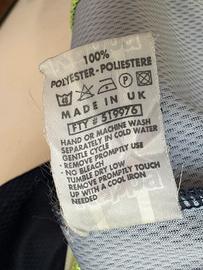 100%
POLYESTER-POLIESTERE
MADE IN UK
FTY # 519976
HAND OR MACHINE WASH
SEPARATELY IN COLD WATER
GENTLE CYCLE
- REMOVE PROMPTLY USE
- NO BLEACH
TUMBLE DRY LOW
REMOVE PROMPTLY TOUCH
UP WITH A COOL IRON
NEEDED